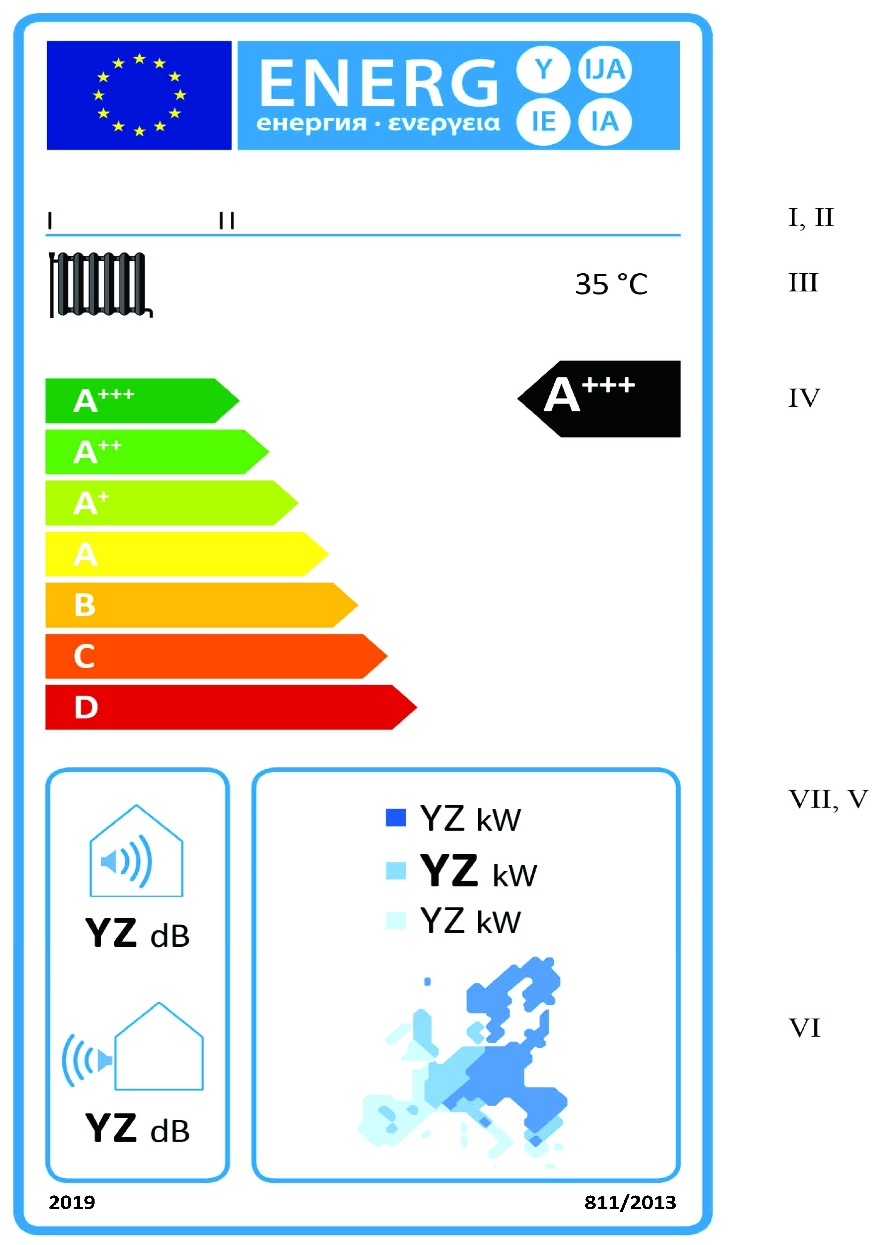 ENERG Y IJA
енергия · ενεργεια IE IA
I II I, II
35 °C III
A+++ A+++ IV
A++
A+
A
B
C
D
YZ kW VII, V
YZ kW
YZ kW
YZ dB
VI
YZ dB
2019 811/2013